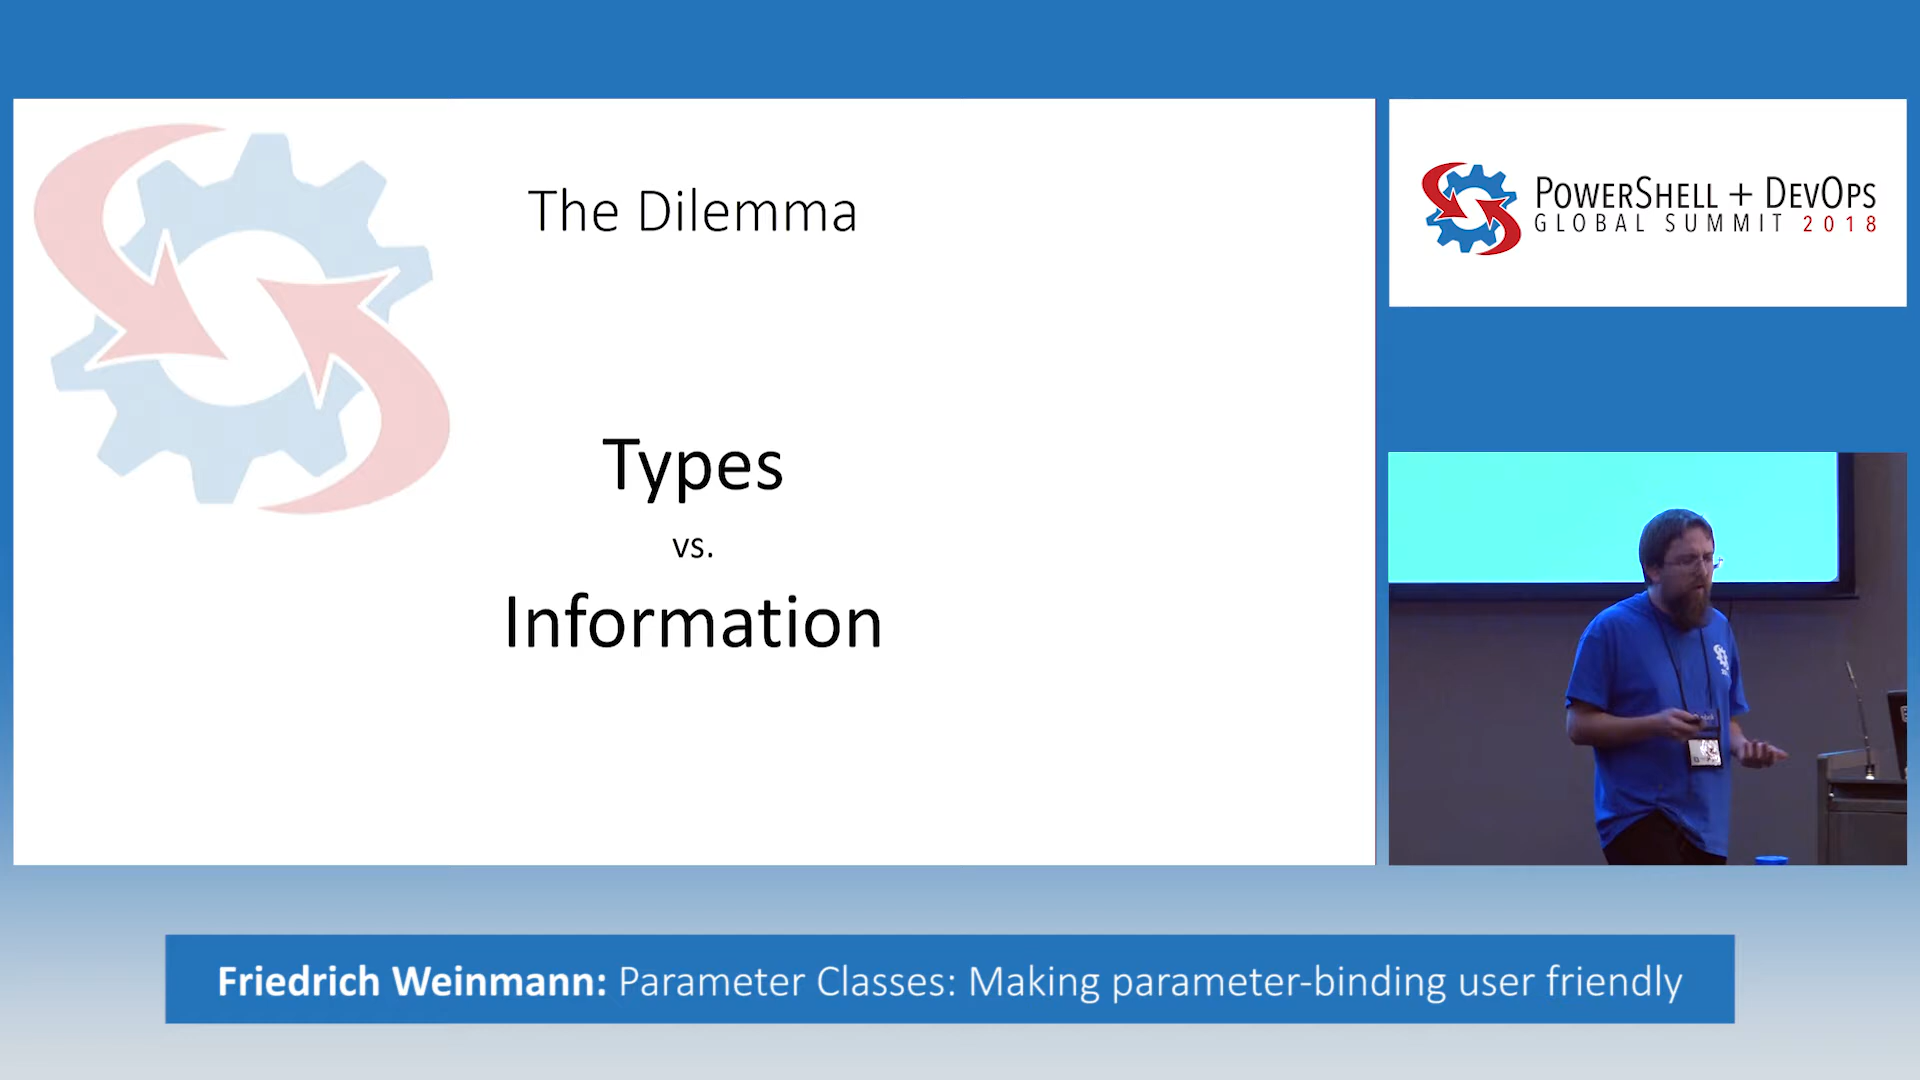 The Dilemma
Types
vs.
Information
POWERSHELL + DEVOPS
GLOBAL SUMMIT 2018
Friedrich Weinmann: Parameter Classes: Making parameter-binding user friendly